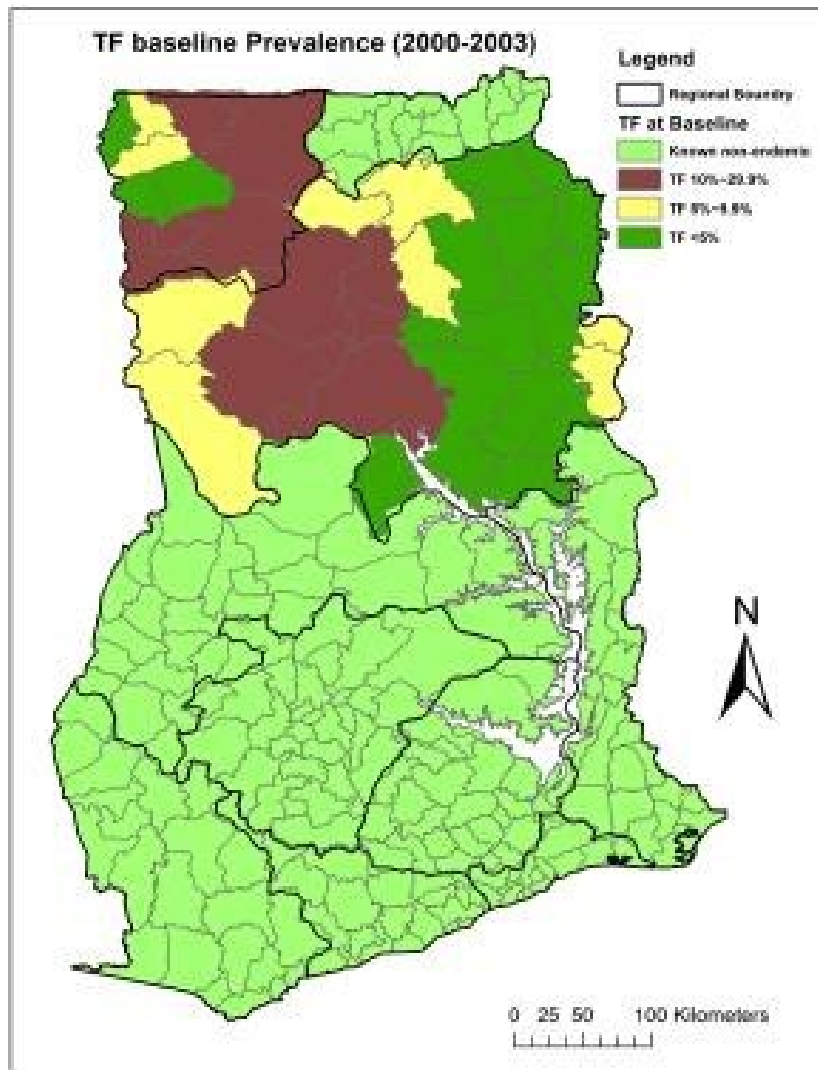 TF baseline Prevalence (2000-2003)
Legend
Regional Boundry
TF at Baseline
Known non-endemic
TF 10%-29.9%
TF 5%-9.9%
TF <5%
N
0 25 50 100 Kilometers